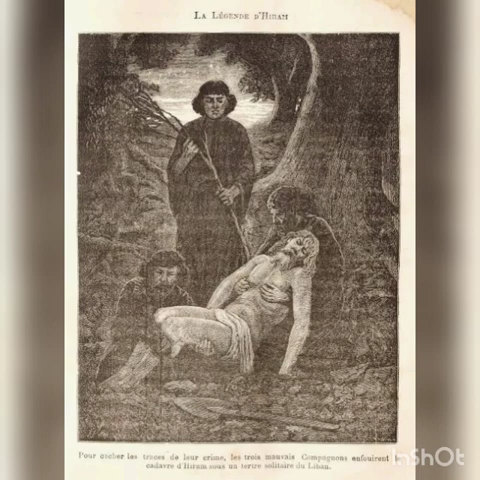 La Légende d'Hiram
Pour cacher les traces de leur crime, les trois mauvais Compagnons enfouirent le
cadavre d'Hiram sous un tertre solitaire du Liban.
InShot